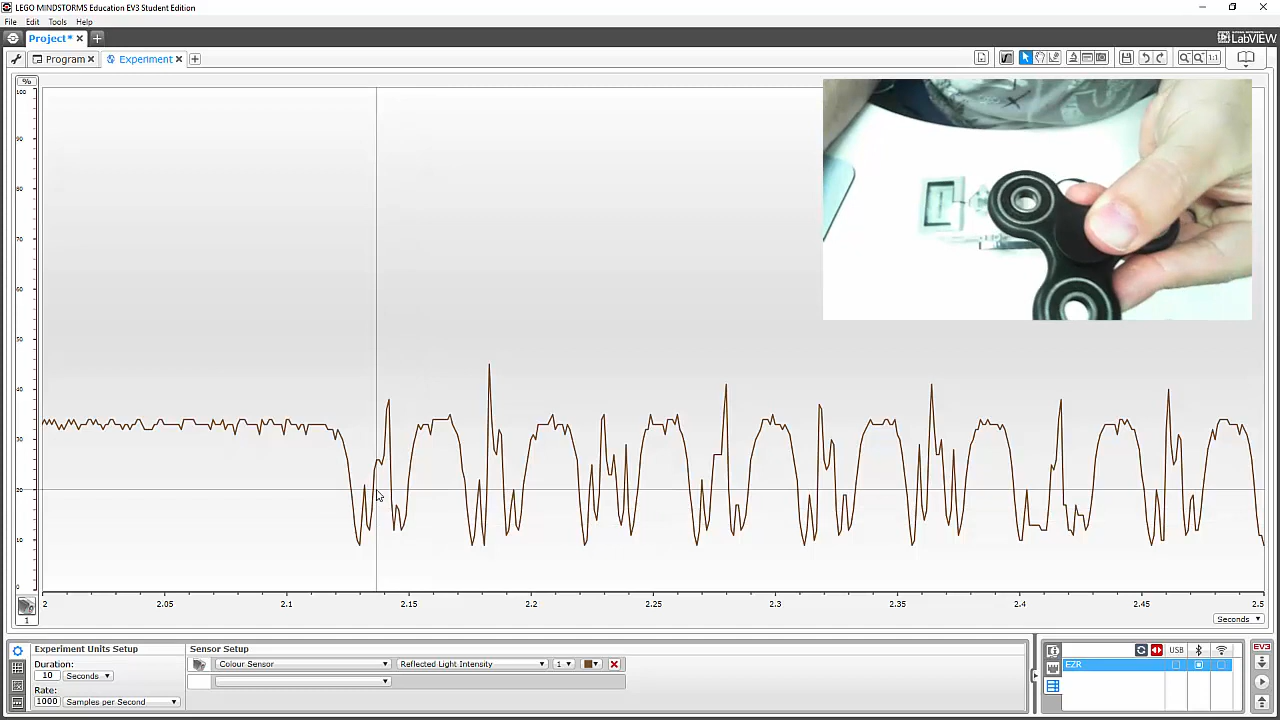 LEGO MINDSTORMS Education EV3 Student Edition
File Edit Tools Help
Project*
LabVIEW
Program Experiment
1:1
%
100
90
80
70
60
50
40
30
20
10
0
2 2.05 2.1 2.15 2.2 2.25 2.3 2.35 2.4 2.45 2.5
1
Seconds
Experiment Units Setup
Duration:
10 Seconds
Rate:
1000 Samples per Second
Sensor Setup
Colour Sensor Reflected Light Intensity 1
USB
EZR
EV3